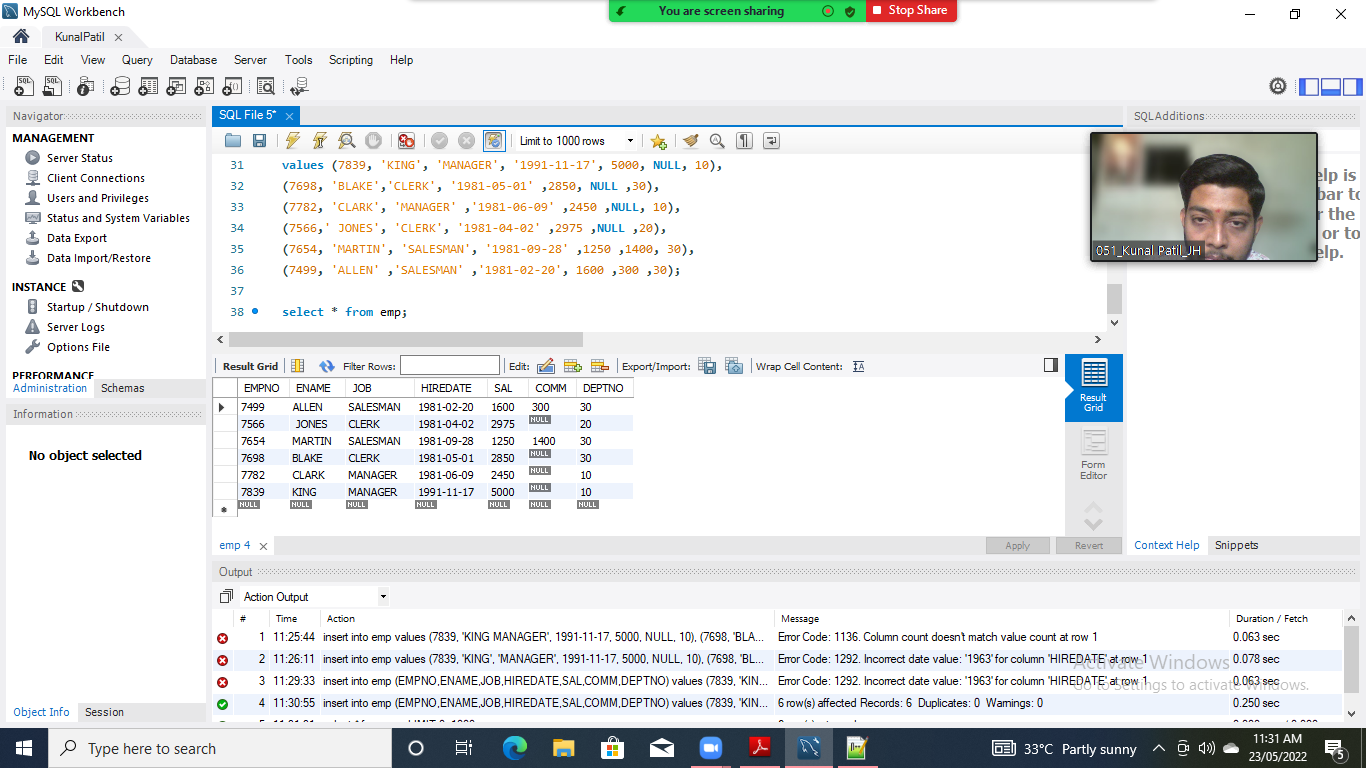 MySQL Workbench
You are screen sharing
Stop Share
KunalPatil
File Edit View Query Database Server Tools Scripting Help
Navigator
MANAGEMENT
Server Status
Client Connections
Users and Privileges
Status and System Variables
Data Export
Data Import/Restore
INSTANCE
Startup / Shutdown
Server Logs
Options File
PERFORMANCE
Administration Schemas
Information
No object selected
Object Info Session
SQL File 5*
Limit to 1000 rows
31 values (7839, 'KING', 'MANAGER', '1991-11-17', 5000, NULL, 10),
32 (7698, 'BLAKE','CLERK', '1981-05-01' ,2850, NULL ,30),
33 (7782, 'CLARK', 'MANAGER' ,'1981-06-09' ,2450 ,NULL, 10),
34 (7566,' JONES', 'CLERK', '1981-04-02' ,2975 ,NULL ,20),
35 (7654, 'MARTIN', 'SALESMAN', '1981-09-28' ,1250 ,1400, 30),
36 (7499, 'ALLEN' ,'SALESMAN' ,'1981-02-20', 1600 ,300 ,30);
37
38 select * from emp;
Result Grid Filter Rows: Edit: Export/Import: Wrap Cell Content:
EMPNO ENAME JOB HIREDATE SAL COMM DEPTNO
7499 ALLEN SALESMAN 1981-02-20 1600 300 30
7566 JONES CLERK 1981-04-02 2975 NULL 20
7654 MARTIN SALESMAN 1981-09-28 1250 1400 30
7698 BLAKE CLERK 1981-05-01 2850 NULL 30
7782 CLARK MANAGER 1981-06-09 2450 NULL 10
7839 KING MANAGER 1991-11-17 5000 NULL 10
NULL NULL NULL NULL NULL NULL NULL
Result
Grid
Form
Editor
emp 4
Apply Revert
SQLAdditions
elp is
bar to
r the
or to
elp.
051_Kunal Patil_JH
Context Help Snippets
Output
Action Output
# Time Action Message Duration / Fetch
1 11:25:44 insert into emp values (7839, 'KING MANAGER', 1991-11-17, 5000, NULL, 10), (7698, 'BLA... Error Code: 1136. Column count doesn't match value count at row 1 0.063 sec
2 11:26:11 insert into emp values (7839, 'KING', 'MANAGER', 1991-11-17, 5000, NULL, 10), (7698, 'BL... Error Code: 1292. Incorrect date value: '1963' for column 'HIREDATE' at row 1 0.078 sec
3 11:29:33 insert into emp (EMPNO,ENAME,JOB,HIREDATE,SAL,COMM,DEPTNO) values (7839, 'KIN... Error Code: 1292. Incorrect date value: '1963' for column 'HIREDATE' at row 1 0.063 sec
4 11:30:55 insert into emp (EMPNO,ENAME,JOB,HIREDATE,SAL,COMM,DEPTNO) values (7839, 'KIN... 6 row(s) affected Records: 6 Duplicates: 0 Warnings: 0 0.250 sec
Activate Windows
Go to Settings to activate Windows.
Type here to search
33°C Partly sunny
11:31 AM
23/05/2022
5